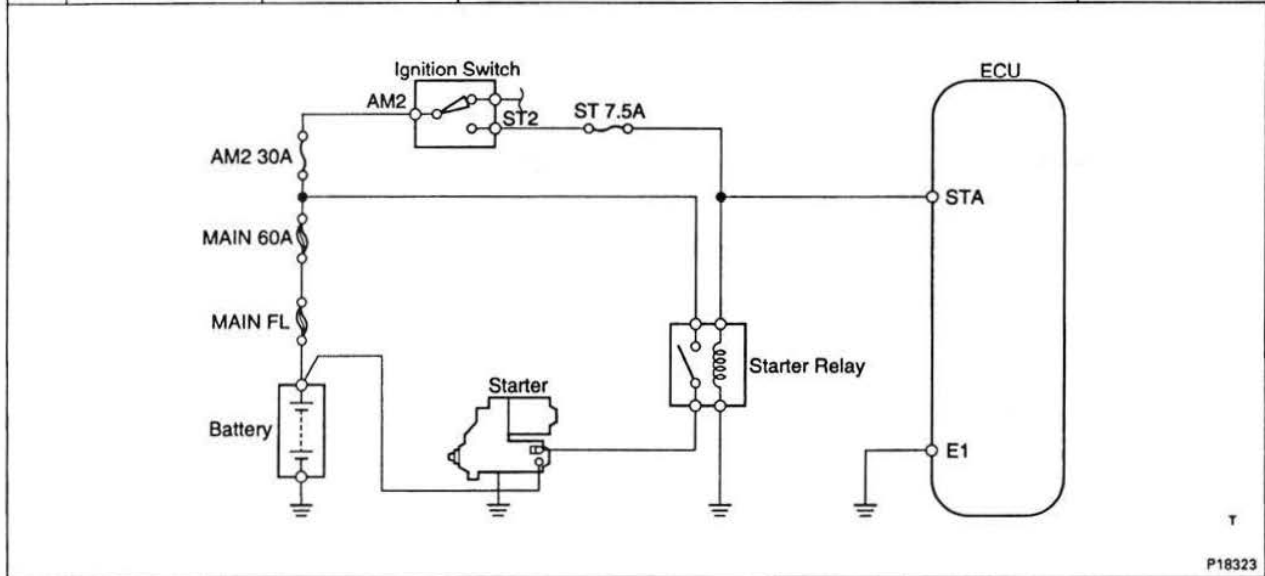 Ignition Switch
ECU
AM2
ST2
ST 7.5A
AM2 30A
STA
MAIN 60A
MAIN FL
Starter Relay
Starter
Battery
E1
T
P18323